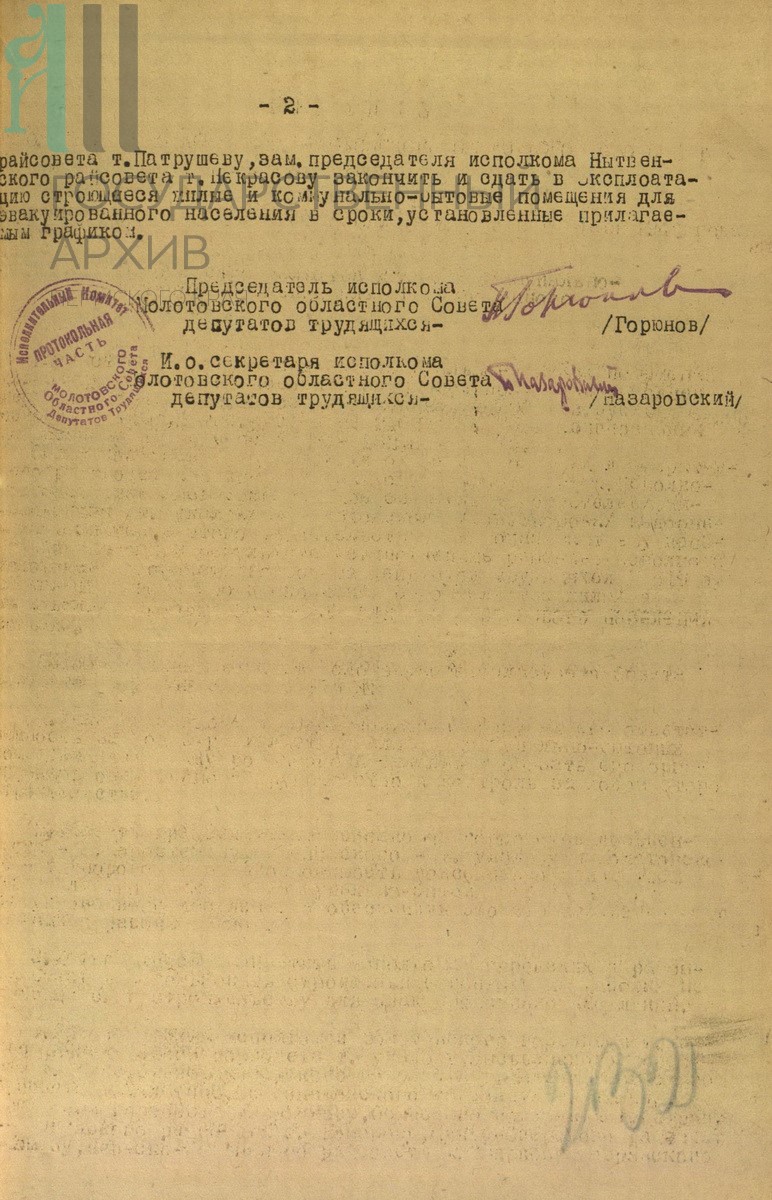 - 2 -
райсовета т.Патрушеву,зам.председателя исполкома Нытвен-
ского райсовета т.Некрасову закончить и сдать в эксплоата-
цию строющееся жилые и коммунально-бытовые помещения для
эвакуированного населения в сроки,установленные прилагае-
мым графиком.
ГОСУДАРСТВЕННЫЙ
АРХИВ
Председатель исполкома
Молотовского областного Совета
депутатов трудящихся-
/Горюнов/
И.о.секретаря исполкома
Молотовского областного Совета
депутатов трудящихся-
/Назаровский/
Исполнительный Комитет
ПРОТОКОЛЬНАЯ
ЧАСТЬ
Молотовского
Областного Совета
Депутатов Трудящихся